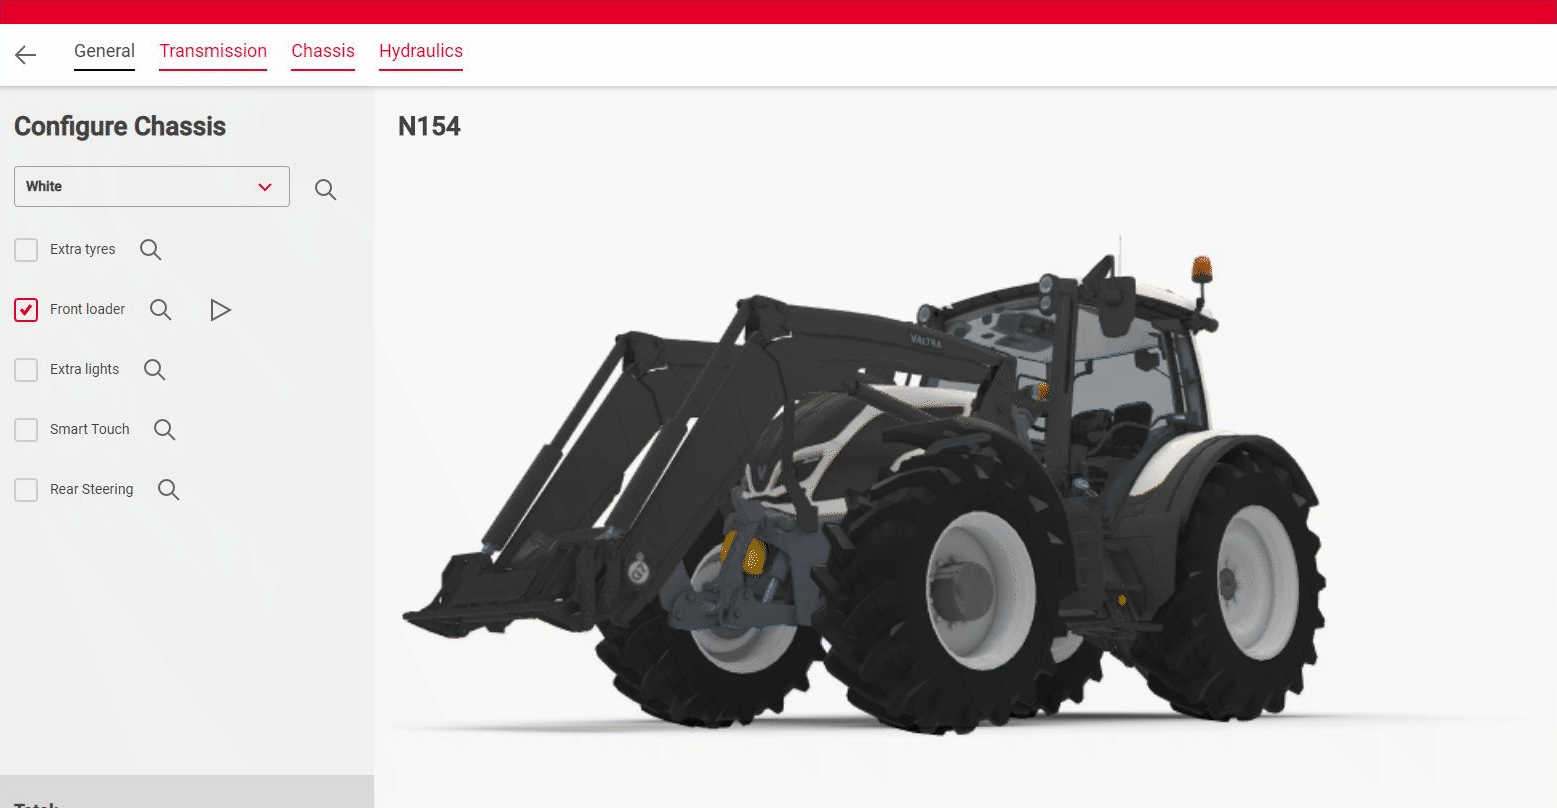 General Transmission Chassis Hydraulics
Configure Chassis
N154
White
Extra tyres
Front loader
Extra lights
Smart Touch
Rear Steering
VALTRA
G7